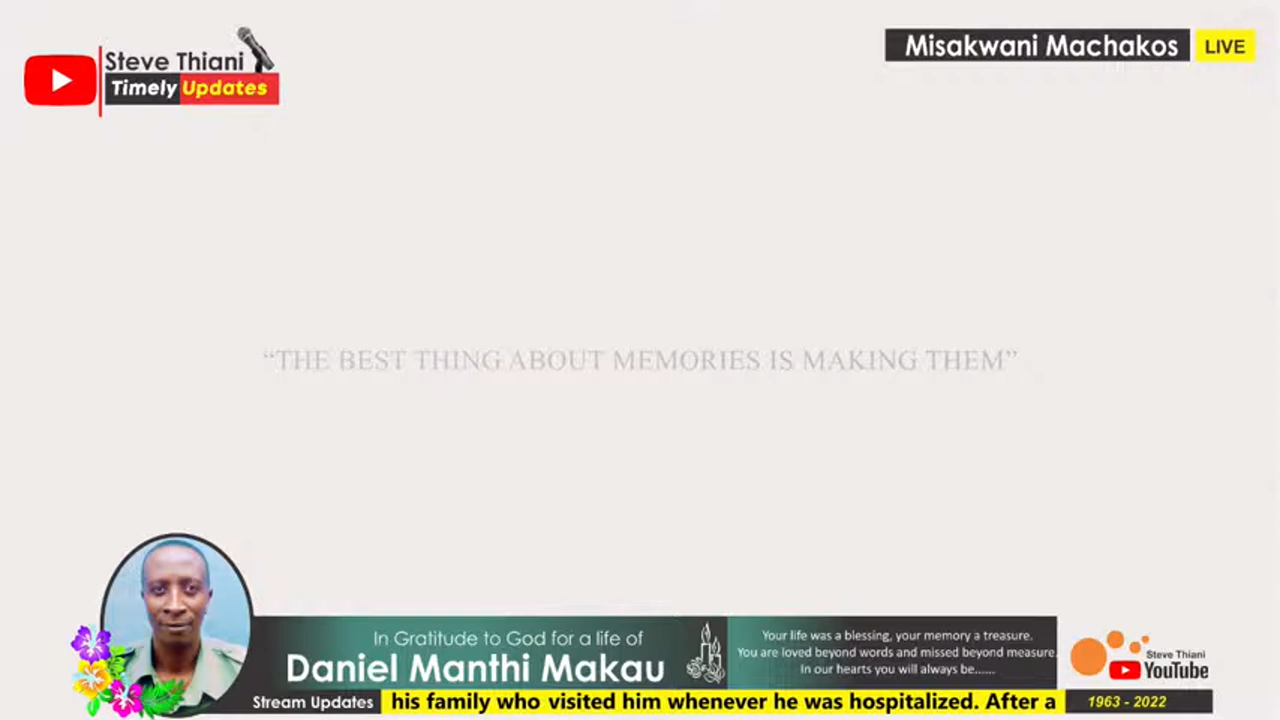 Steve Thiani
Timely Updates
Misakwani Machakos LIVE
“THE BEST THING ABOUT MEMORIES IS MAKING THEM”
In Gratitude to God for a life of
Daniel Manthi Makau
Your life was a blessing, your memory a treasure.
You are loved beyond words and missed beyond measure.
In our hearts you will always be......
Steve Thiani
YouTube
Stream Updates his family who visited him whenever he was hospitalized. After a 1963 - 2022